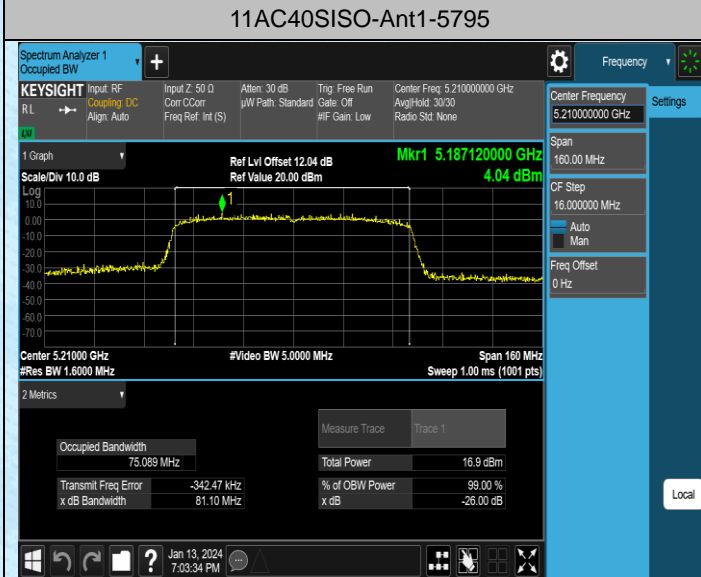 11AC40SISO-Ant1-5795
Spectrum Analyzer 1
Occupied BW
Frequency
KEYSIGHT
RL
Input: RF
Coupling: DC
Align: Auto
Input Z: 50 Ω
Corr CCorr
Freq Ref: Int (S)
Atten: 30 dB
µW Path: Standard
Trig: Free Run
Gate: Off
#IF Gain: Low
Center Freq: 5.210000000 GHz
Avg|Hold: 30/30
Radio Std: None
LXI
Center Frequency
5.210000000 GHz
Settings
Span
160.00 MHz
CF Step
16.000000 MHz
Auto
Man
Freq Offset
0 Hz
1 Graph
Scale/Div 10.0 dB
Ref Lvl Offset 12.04 dB
Ref Value 20.00 dBm
Mkr1 5.187120000 GHz
4.04 dBm
Log
10.0
0.00
-10.0
-20.0
-30.0
-40.0
-50.0
-60.0
-70.0
1
Center 5.21000 GHz
#Res BW 1.6000 MHz
#Video BW 5.0000 MHz
Span 160 MHz
Sweep 1.00 ms (1001 pts)
2 Metrics
Measure Trace Trace 1
Occupied Bandwidth
75.089 MHz
Total Power 16.9 dBm
Transmit Freq Error -342.47 kHz
% of OBW Power 99.00 %
x dB Bandwidth 81.10 MHz
x dB -26.00 dB
Local
Jan 13, 2024
7:03:34 PM